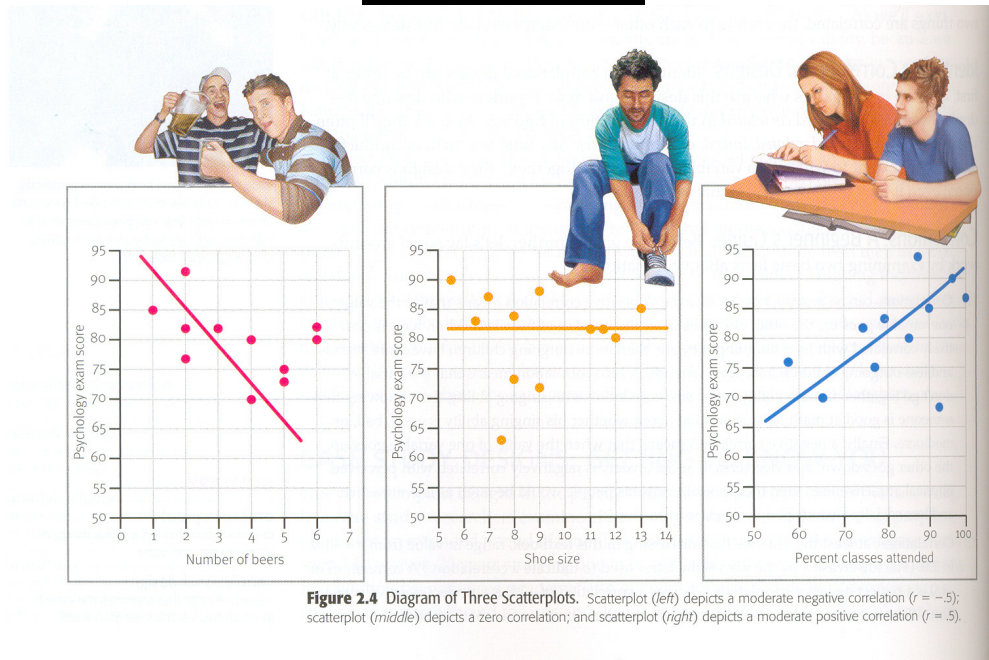 95
90
85
80
75
70
65
60
55
50
Psychology exam score
0 1 2 3 4 5 6 7
Number of beers
95
90
85
80
75
70
65
60
55
50
Psychology exam score
5 6 7 8 9 10 11 12 13 14
Shoe size
95
90
85
80
75
70
65
60
55
50
Psychology exam score
50 60 70 80 90 100
Percent classes attended
Figure 2.4 Diagram of Three Scatterplots. Scatterplot (left) depicts a moderate negative correlation (r = –.5);
scatterplot (middle) depicts a zero correlation; and scatterplot (right) depicts a moderate positive correlation (r = .5).